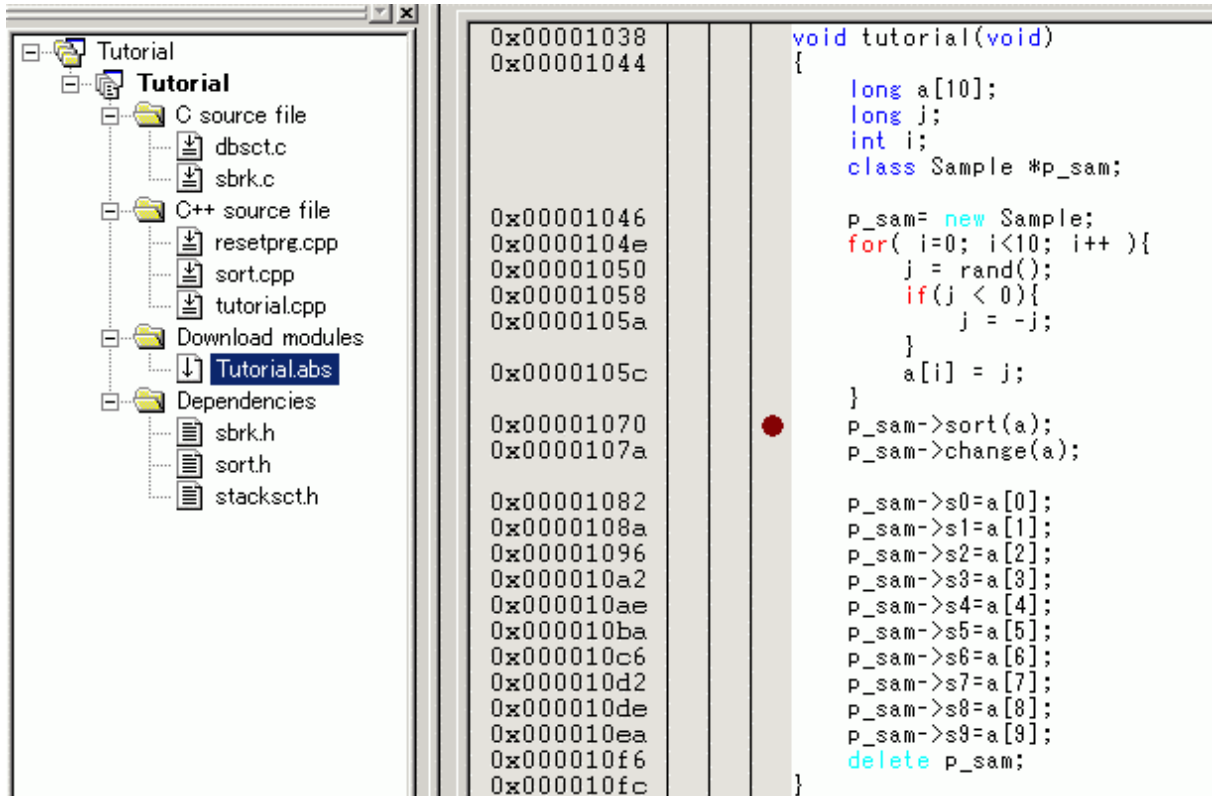 Tutorial
Tutorial
C source file
dbsct.c
sbrk.c
C++ source file
resetprg.cpp
sort.cpp
tutorial.cpp
Download modules
Tutorial.abs
Dependencies
sbrk.h
sort.h
stacksct.h
0x00001038 void tutorial(void)
0x00001044 {
long a[10];
long j;
int i;
class Sample *p_sam;
0x00001046 p_sam= new Sample;
0x0000104e for( i=0; i<10; i++ ){
0x00001050 j = rand();
0x00001058 if(j < 0){
0x0000105a j = -j;
}
0x0000105c a[i] = j;
}
0x00001070 p_sam->sort(a);
0x0000107a p_sam->change(a);
0x00001082 p_sam->s0=a[0];
0x0000108a p_sam->s1=a[1];
0x00001096 p_sam->s2=a[2];
0x000010a2 p_sam->s3=a[3];
0x000010ae p_sam->s4=a[4];
0x000010ba p_sam->s5=a[5];
0x000010c6 p_sam->s6=a[6];
0x000010d2 p_sam->s7=a[7];
0x000010de p_sam->s8=a[8];
0x000010ea p_sam->s9=a[9];
0x000010f6 delete p_sam;
0x000010fc }